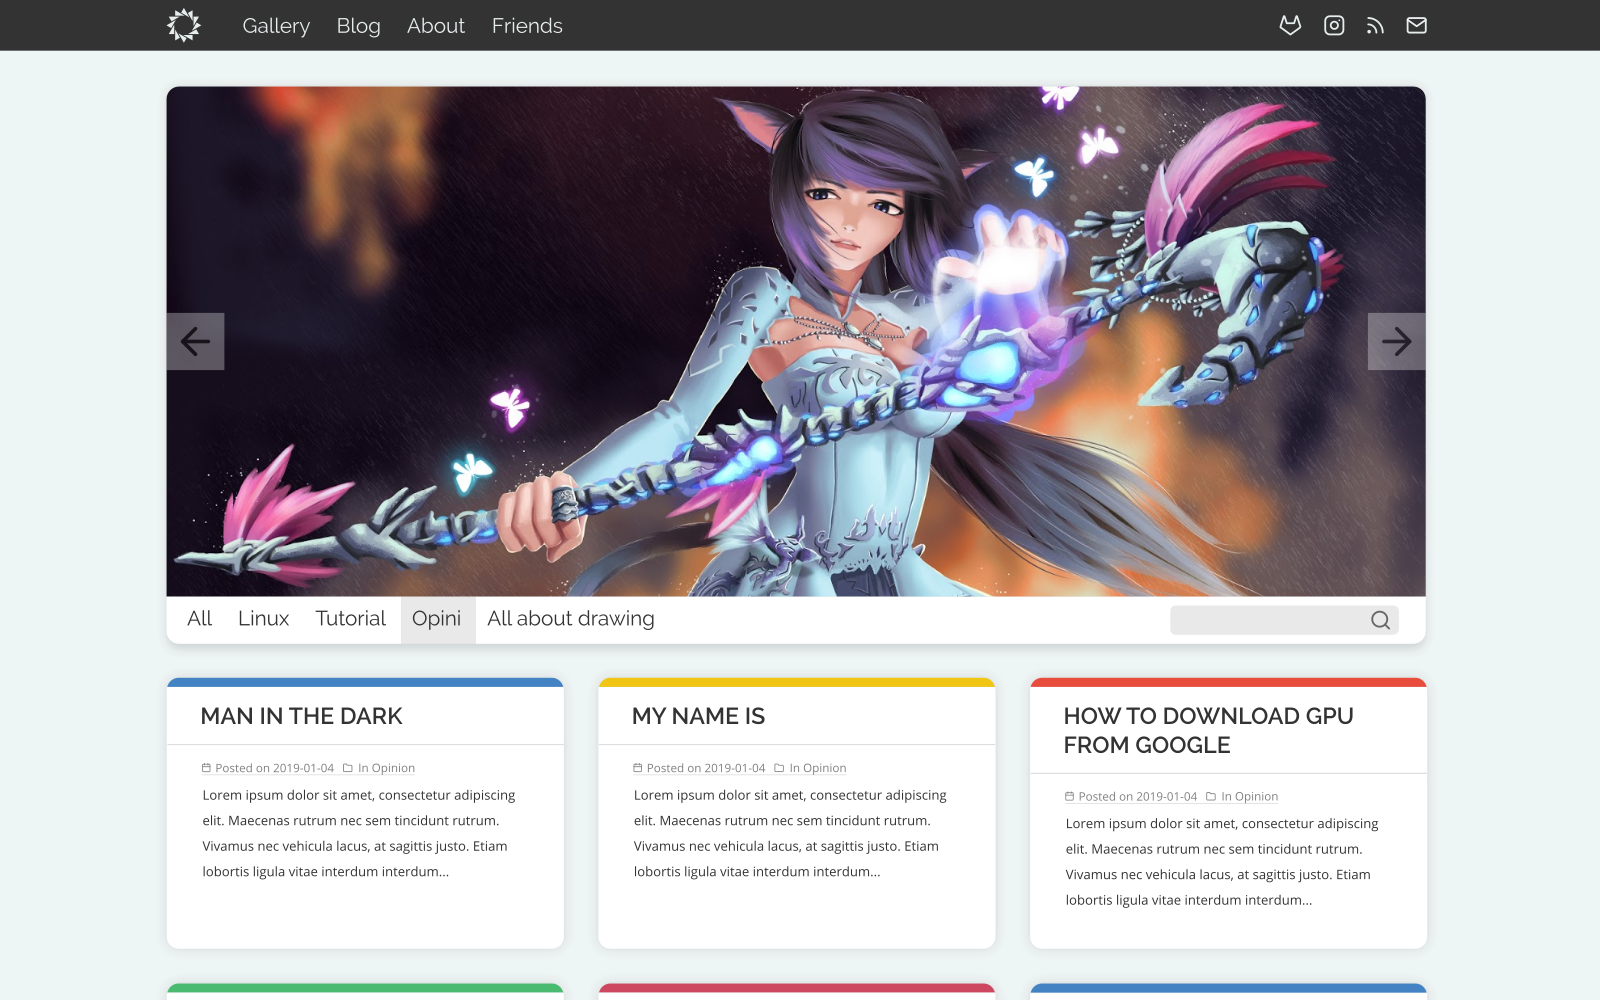 Gallery Blog About Friends
All Linux Tutorial Opini All about drawing
MAN IN THE DARK
Posted on 2019-01-04 In Opinion
Lorem ipsum dolor sit amet, consectetur adipiscing
elit. Maecenas rutrum nec sem tincidunt rutrum.
Vivamus nec vehicula lacus, at sagittis justo. Etiam
lobortis ligula vitae interdum interdum...
MY NAME IS
Posted on 2019-01-04 In Opinion
Lorem ipsum dolor sit amet, consectetur adipiscing
elit. Maecenas rutrum nec sem tincidunt rutrum.
Vivamus nec vehicula lacus, at sagittis justo. Etiam
lobortis ligula vitae interdum interdum...
HOW TO DOWNLOAD GPU
FROM GOOGLE
Posted on 2019-01-04 In Opinion
Lorem ipsum dolor sit amet, consectetur adipiscing
elit. Maecenas rutrum nec sem tincidunt rutrum.
Vivamus nec vehicula lacus, at sagittis justo. Etiam
lobortis ligula vitae interdum interdum...